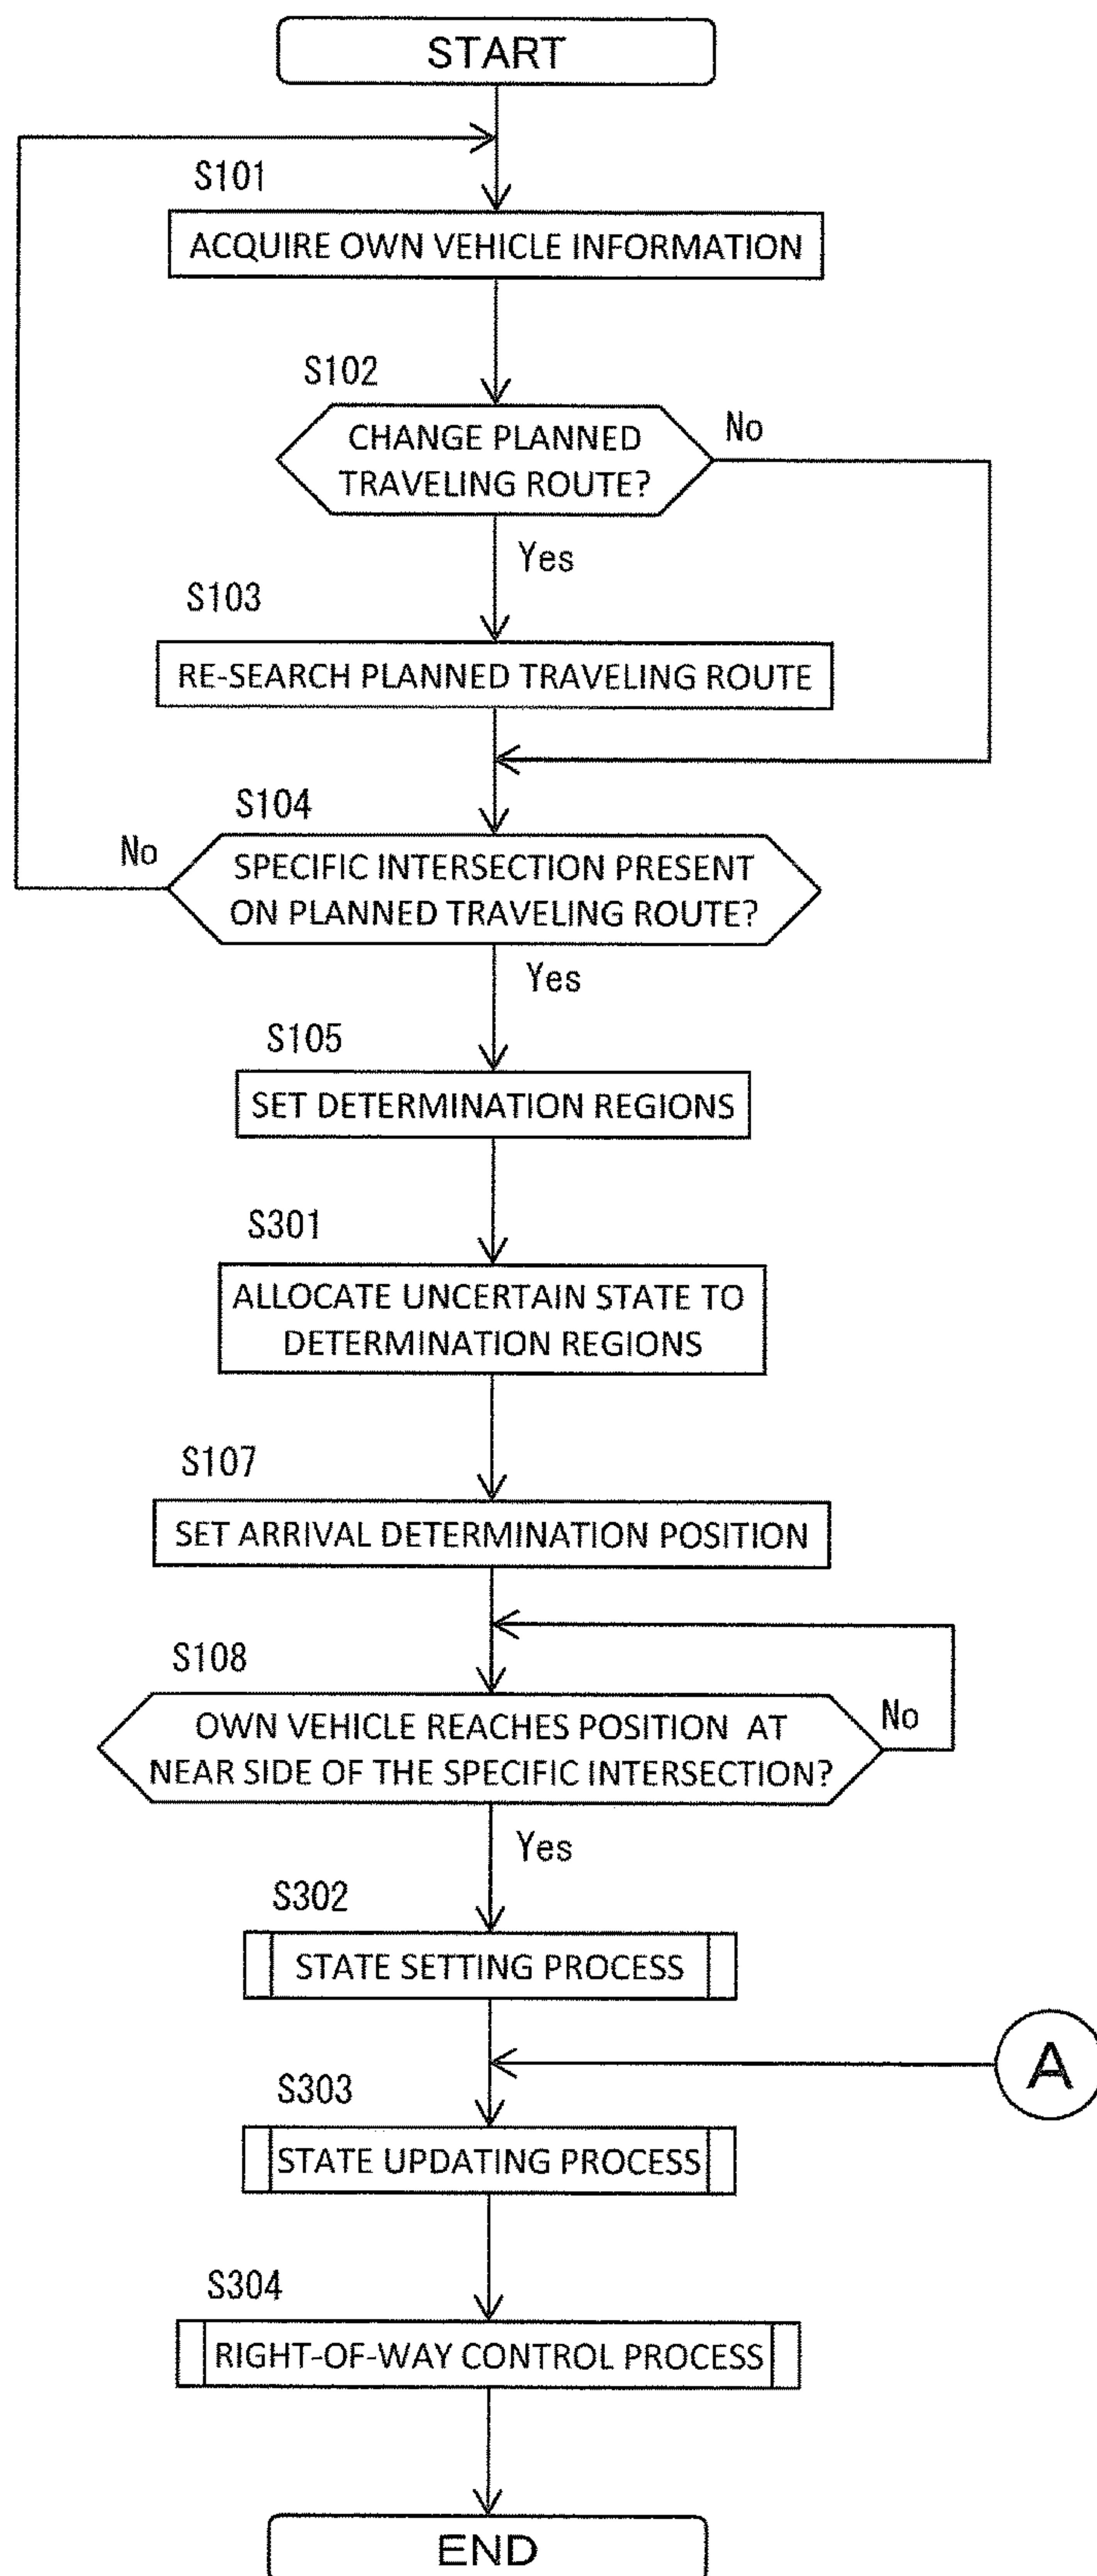 START
S101
ACQUIRE OWN VEHICLE INFORMATION
S102
CHANGE PLANNED
TRAVELING ROUTE?
No
Yes
S103
RE-SEARCH PLANNED TRAVELING ROUTE
S104
No
SPECIFIC INTERSECTION PRESENT
ON PLANNED TRAVELING ROUTE?
Yes
S105
SET DETERMINATION REGIONS
S301
ALLOCATE UNCERTAIN STATE TO
DETERMINATION REGIONS
S107
SET ARRIVAL DETERMINATION POSITION
S108
OWN VEHICLE REACHES POSITION AT
NEAR SIDE OF THE SPECIFIC INTERSECTION?
No
Yes
S302
STATE SETTING PROCESS
A
S303
STATE UPDATING PROCESS
S304
RIGHT-OF-WAY CONTROL PROCESS
END